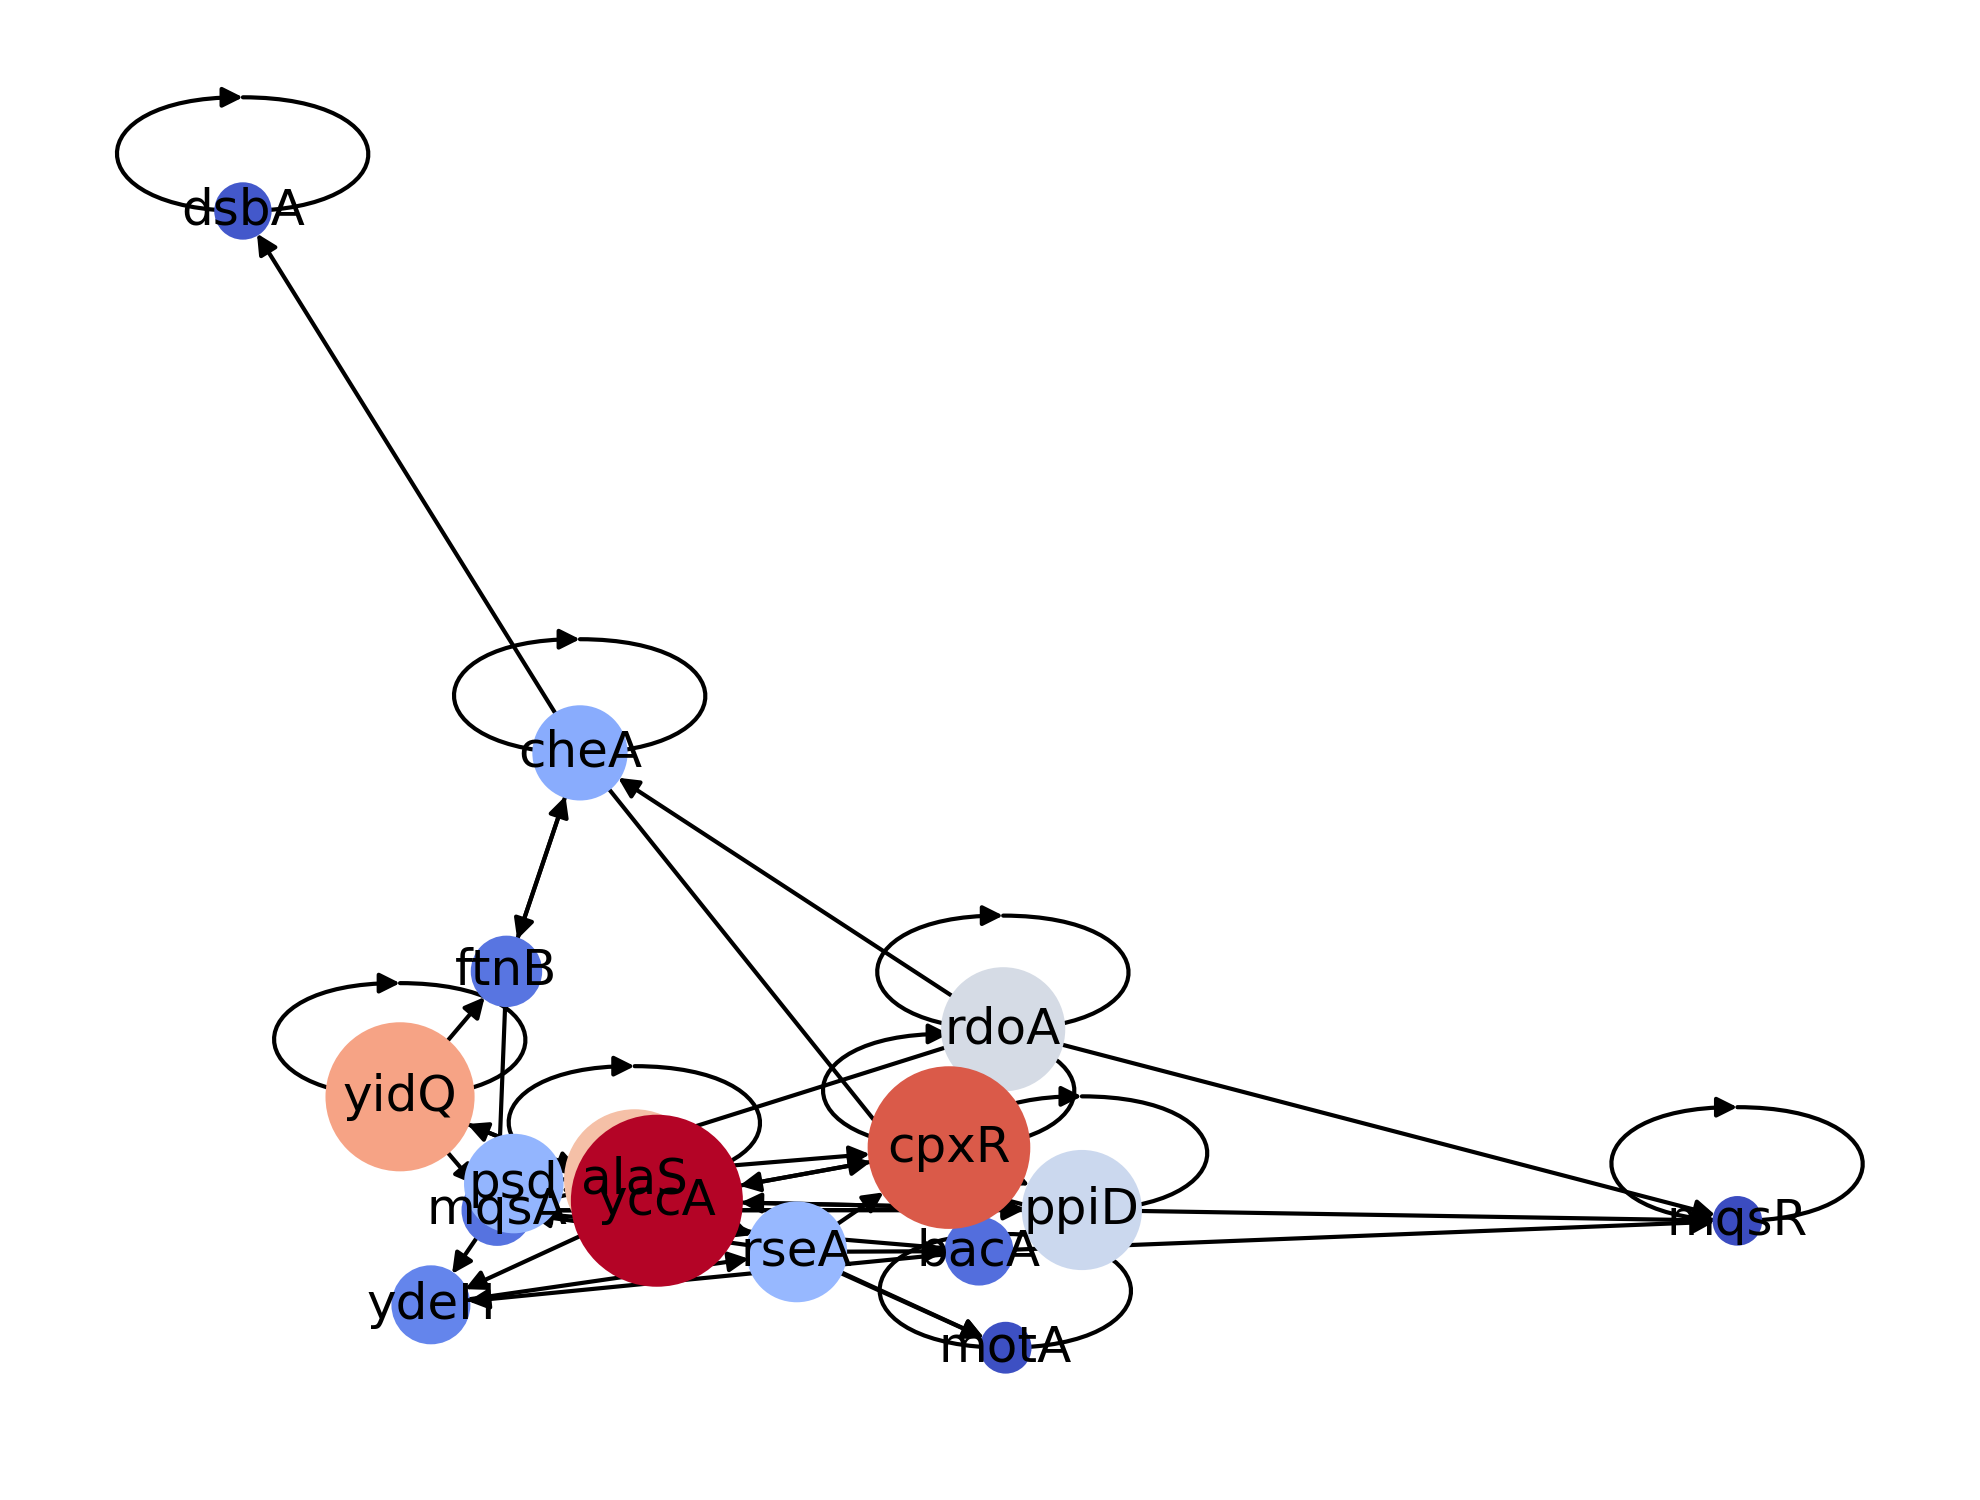 dsbA
cheA
ftnB
rdoA
yidQ
cpxR
alaS
psd
yccA
mqsA
ppiD
mqsR
rseA
bacA
ydeH
motA